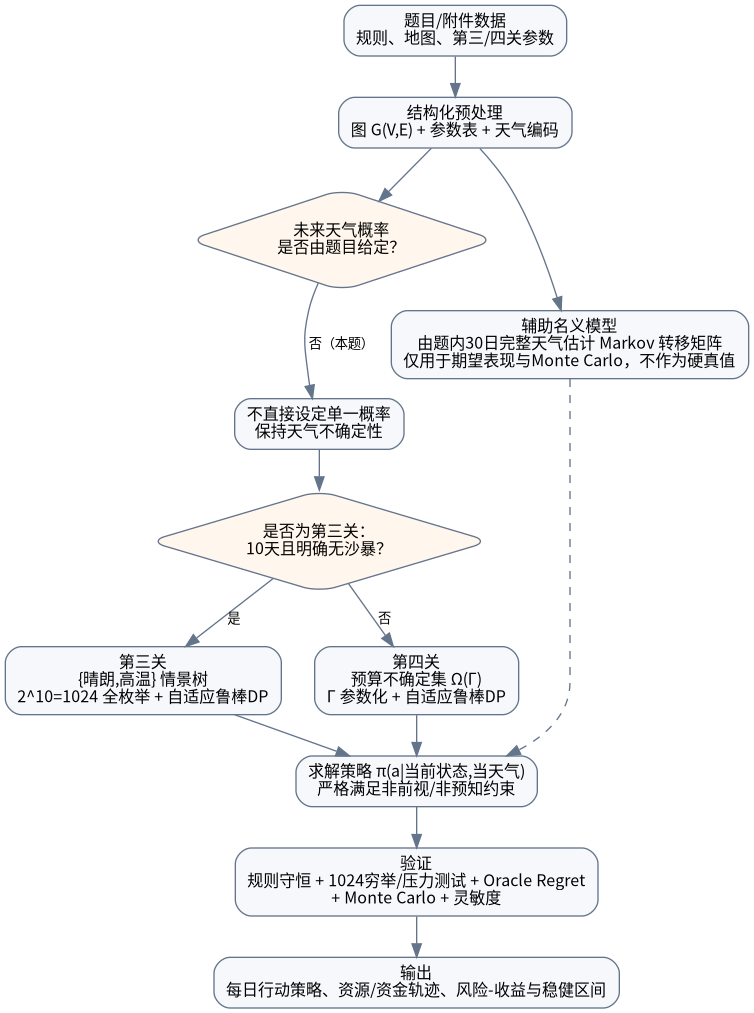 题目/附件数据
规则、地图、第三/四关参数
结构化预处理
图 G(V,E) + 参数表 + 天气编码
未来天气概率
是否由题目给定?
辅助名义模型
由题内30日完整天气估计 Markov 转移矩阵
仅用于期望表现与Monte Carlo，不作为硬真值
否（本题）
不直接设定单一概率
保持天气不确定性
是否为第三关：
10天且明确无沙暴?
是
否
第三关
{晴朗,高温} 情景树
2^10=1024 全枚举 + 自适应鲁棒DP
第四关
预算不确定集 Ω(Γ)
Γ 参数化 + 自适应鲁棒DP
求解策略 π(a|当前状态,当天气)
严格满足非前视/非预知约束
验证
规则守恒 + 1024穷举/压力测试 + Oracle Regret
+ Monte Carlo + 灵敏度
输出
每日行动策略、资源/资金轨迹、风险-收益与稳健区间